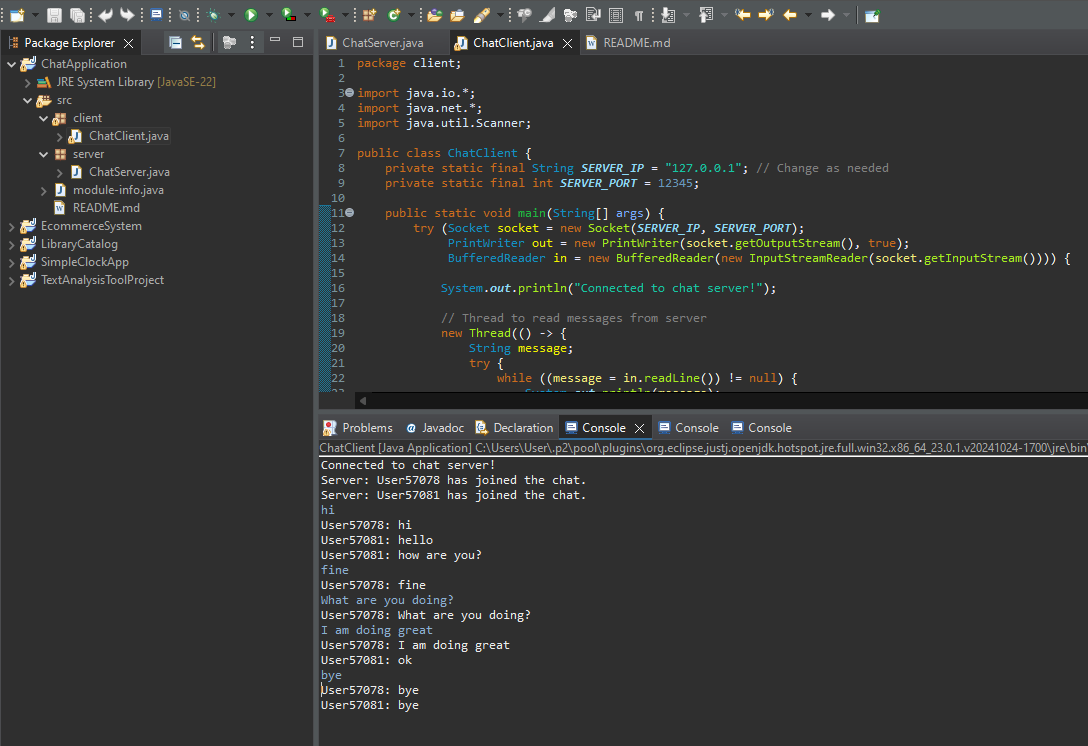 Package Explorer
ChatApplication
JRE System Library [JavaSE-22]
src
client
ChatClient.java
server
ChatServer.java
module-info.java
README.md
EcommerceSystem
LibraryCatalog
SimpleClockApp
TextAnalysisToolProject
ChatServer.java ChatClient.java README.md
1 package client;
2
3 import java.io.*;
4 import java.net.*;
5 import java.util.Scanner;
6
7 public class ChatClient {
8 private static final String SERVER_IP = "127.0.0.1"; // Change as needed
9 private static final int SERVER_PORT = 12345;
10
11 public static void main(String[] args) {
12 try (Socket socket = new Socket(SERVER_IP, SERVER_PORT);
13 PrintWriter out = new PrintWriter(socket.getOutputStream(), true);
14 BufferedReader in = new BufferedReader(new InputStreamReader(socket.getInputStream()))) {
15
16 System.out.println("Connected to chat server!");
17
18 // Thread to read messages from server
19 new Thread(() -> {
20 String message;
21 try {
22 while ((message = in.readLine()) != null) {
23 System.out.println(message);
Problems Javadoc Declaration Console Console Console
ChatClient [Java Application] C:\Users\User\.p2\pool\plugins\org.eclipse.justj.openjdk.hotspot.jre.full.win32.x86_64_23.0.1.v20241024-1700\jre\bin\
Connected to chat server!
Server: User57078 has joined the chat.
Server: User57081 has joined the chat.
hi
User57078: hi
User57081: hello
User57081: how are you?
fine
User57078: fine
What are you doing?
User57078: What are you doing?
I am doing great
User57078: I am doing great
User57081: ok
bye
User57078: bye
User57081: bye